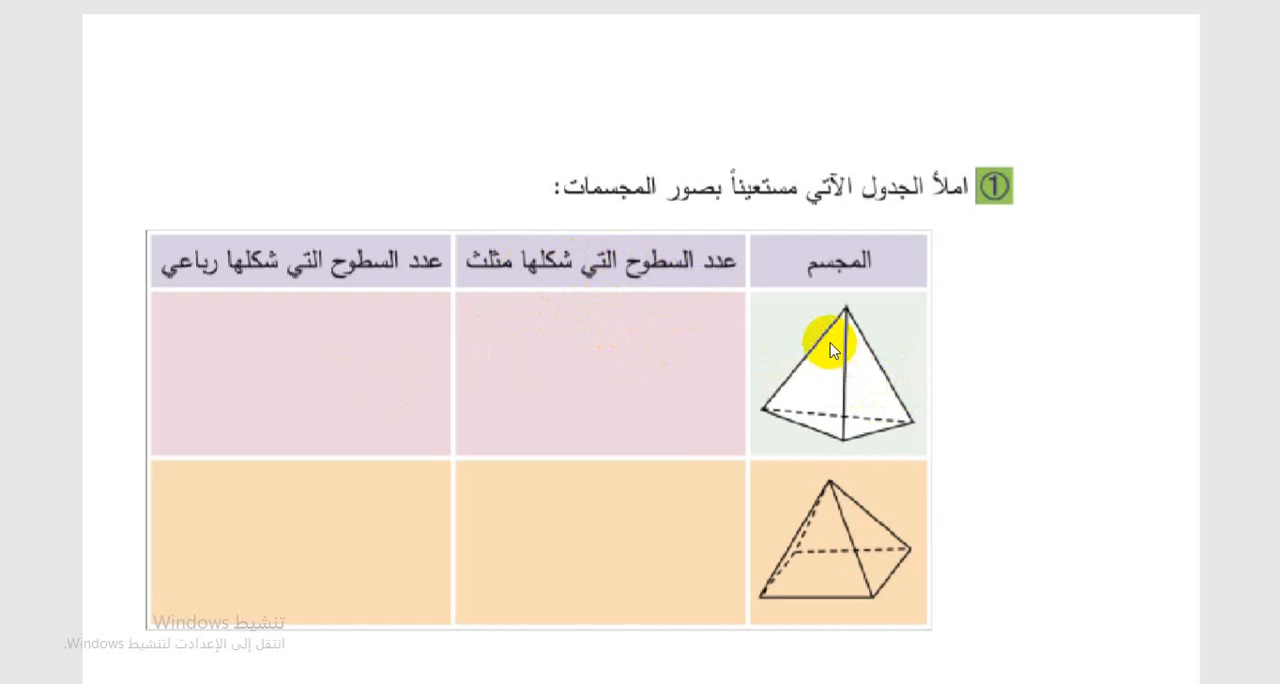 ① املأ الجدول الآتي مستعيناً بصور المجسمات:
المجسم عدد السطوح التي شكلها مثلث عدد السطوح التي شكلها رباعي
تنشيط Windows
انتقل إلى الإعدادت لتنشيط Windows.